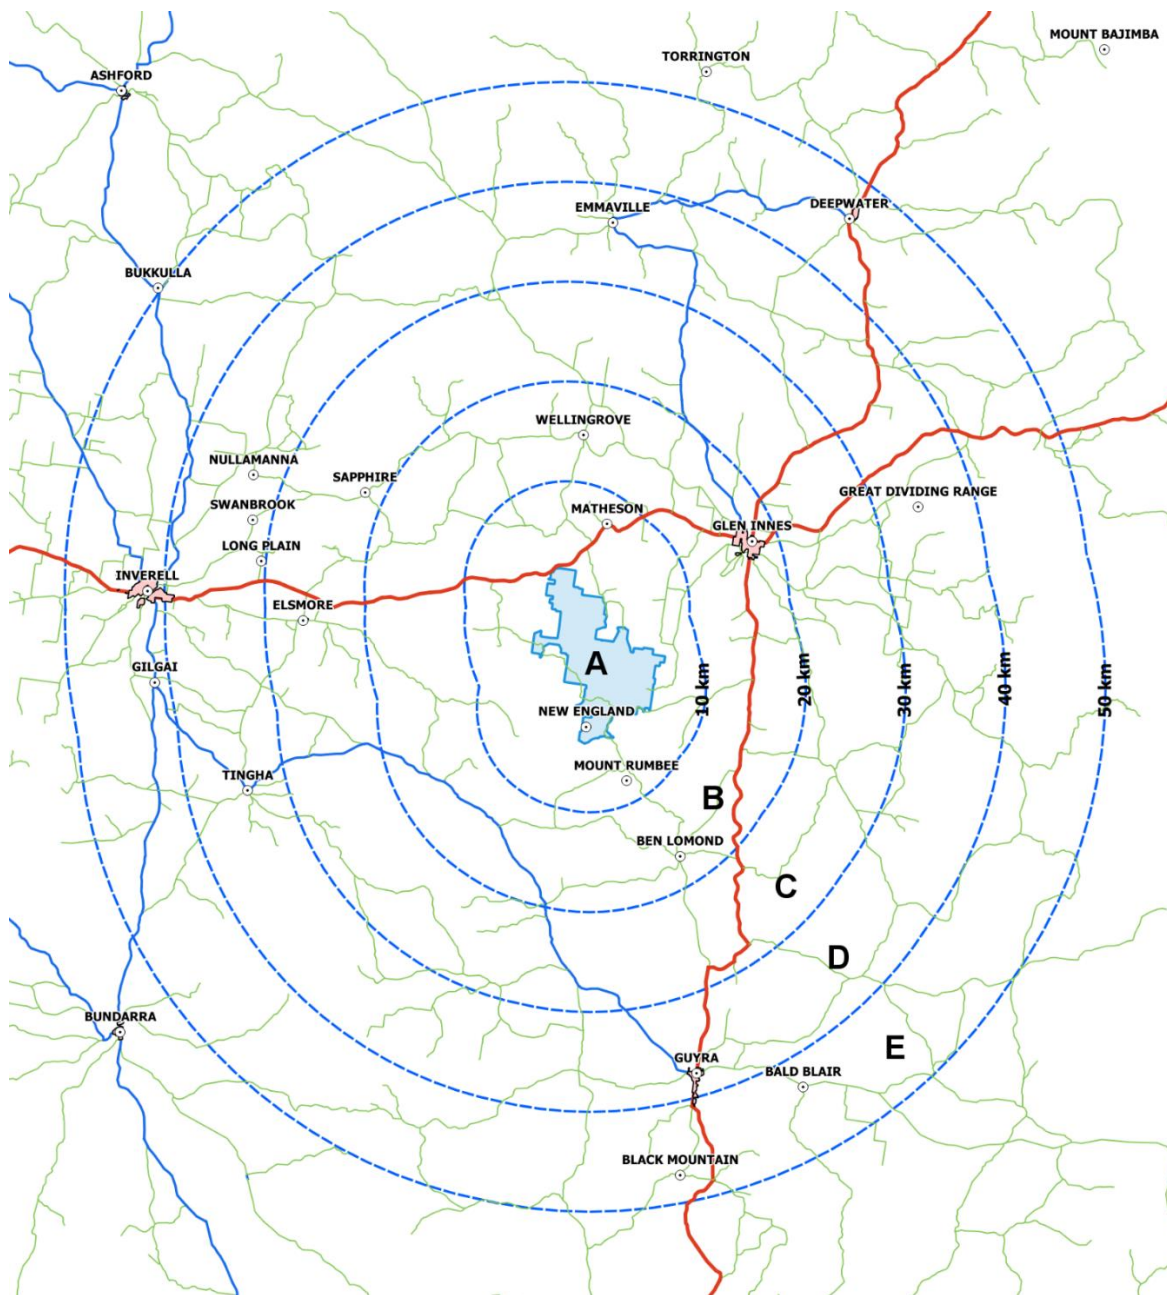 MOUNT BAJIMBA
TORRINGTON
ASHFORD
DEEPWATER
EMMAVILLE
BUKKULLA
WELLINGROVE
NULLAMANNA
SAPPHIRE
GREAT DIVIDING RANGE
SWANBROOK
MATHESON
GLEN INNES
LONG PLAIN
INVERELL
ELSMORE
A
GILGAI
10 km
20 km
30 km
40 km
50 km
NEW ENGLAND
MOUNT RUMBEE
TINGHA
B
BEN LOMOND
C
D
BUNDARRA
E
GUYRA
BALD BLAIR
BLACK MOUNTAIN